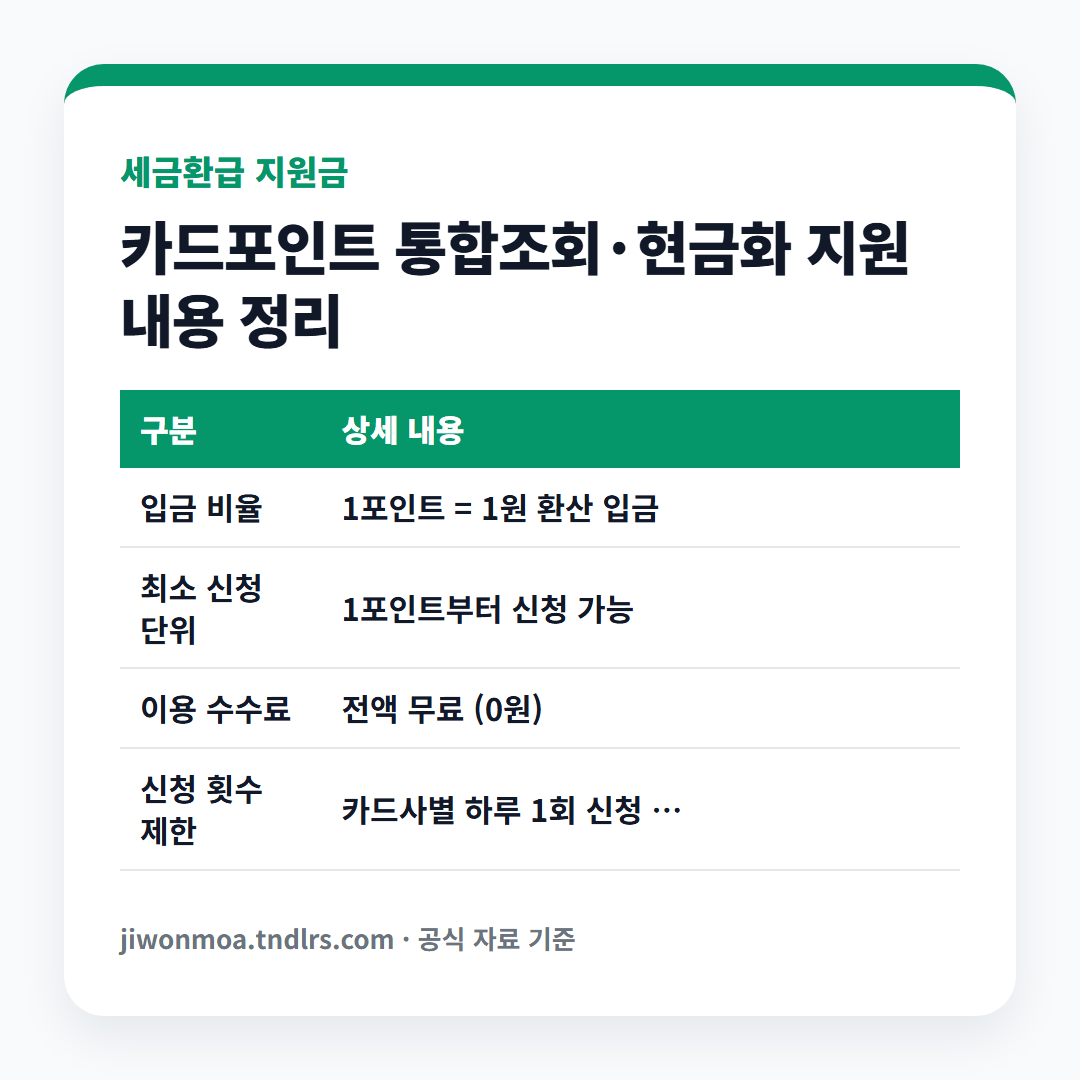 세금환급 지원금
카드포인트 통합조회·현금화 지원
내용 정리
구분 상세 내용
입금 비율 1포인트 = 1원 환산 입금
최소 신청
단위
1포인트부터 신청 가능
이용 수수료 전액 무료 (0원)
신청 횟수
제한
카드사별 하루 1회 신청 …
jiwonmoa.tndlrs.com · 공식 자료 기준